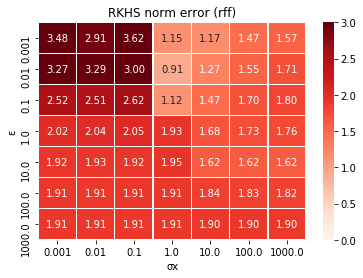 RKHS norm error (rff)
0.001 3.48 2.91 3.62 1.15 1.17 1.47 1.57
0.01 3.27 3.29 3.00 0.91 1.27 1.55 1.71
0.1 2.52 2.51 2.62 1.12 1.47 1.70 1.80
1.0 2.02 2.04 2.05 1.93 1.68 1.73 1.76
10.0 1.92 1.93 1.92 1.95 1.62 1.62 1.62
100.0 1.91 1.91 1.91 1.91 1.84 1.83 1.82
1000.0 1.91 1.91 1.91 1.91 1.90 1.90 1.90
0.001 0.01 0.1 1.0 10.0 100.0 1000.0
σx
ε
3.0
2.5
2.0
1.5
1.0
0.5
0.0